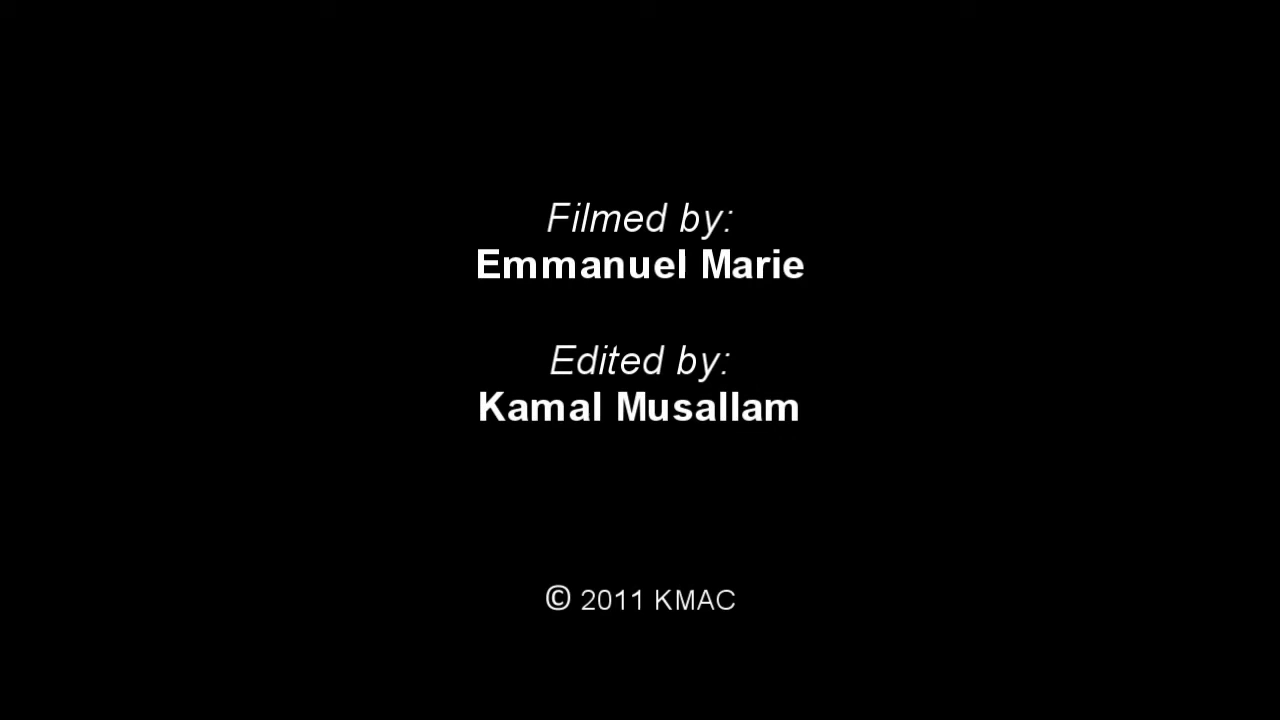 Filmed by:
Emmanuel Marie
Edited by:
Kamal Musallam
© 2011 KMAC